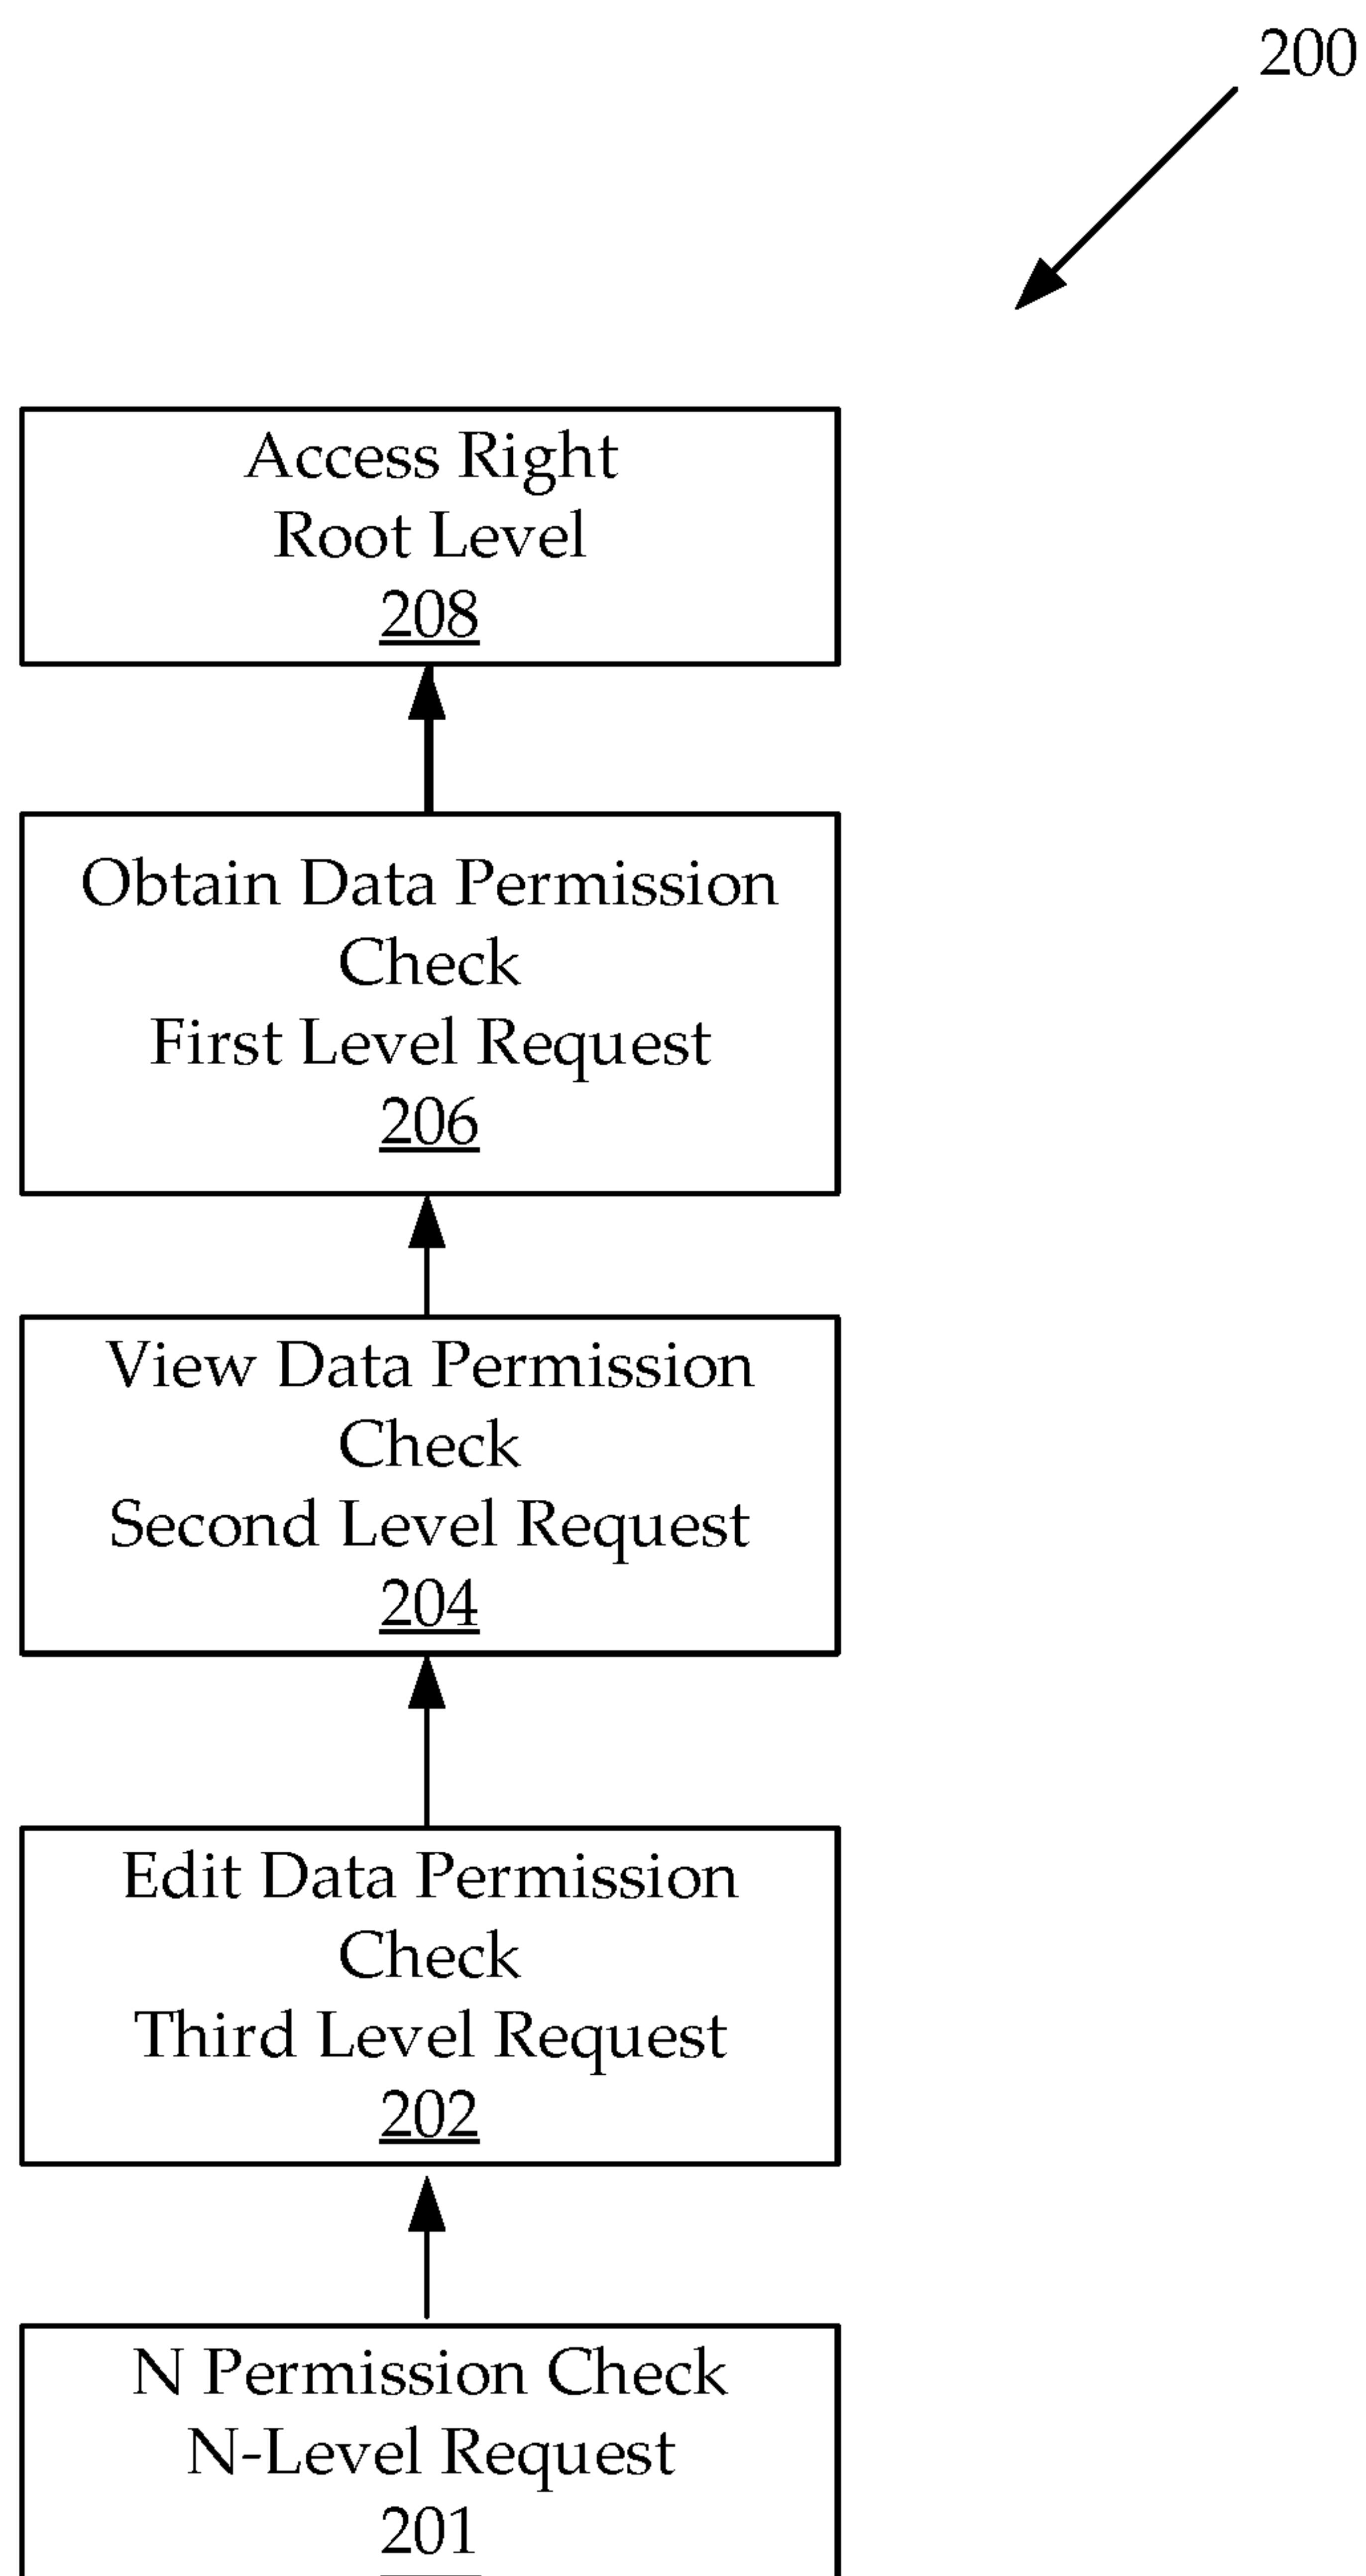 200
Access Right
Root Level
208
Obtain Data Permission
Check
First Level Request
206
View Data Permission
Check
Second Level Request
204
Edit Data Permission
Check
Third Level Request
202
N Permission Check
N-Level Request
201